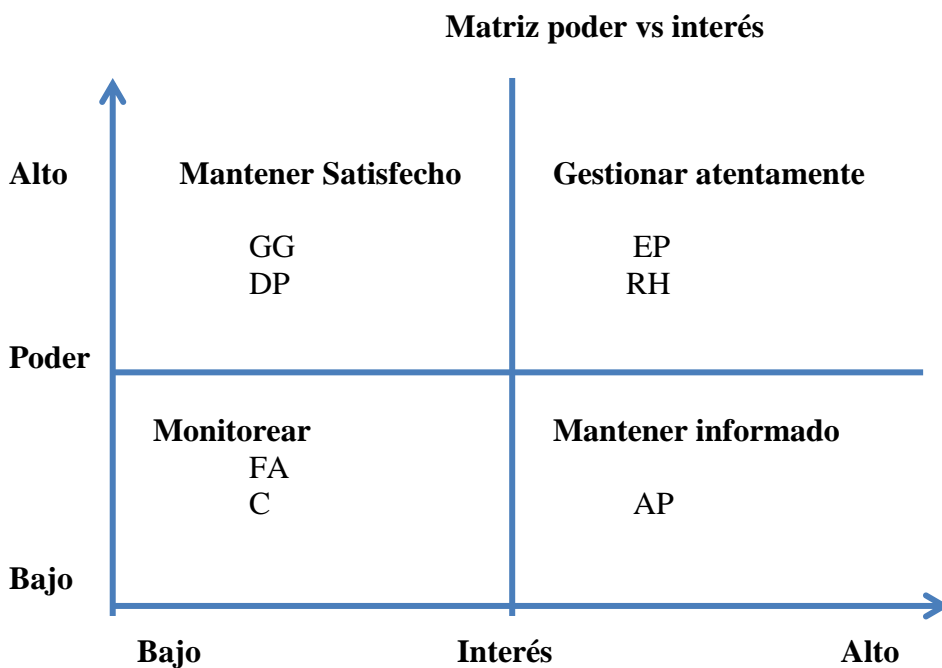 Matriz poder vs interés
Alto
Mantener Satisfecho
Gestionar atentamente
GG
EP
DP
RH
Poder
Monitorear
Mantener informado
FA
C
AP
Bajo
Bajo
Interés
Alto